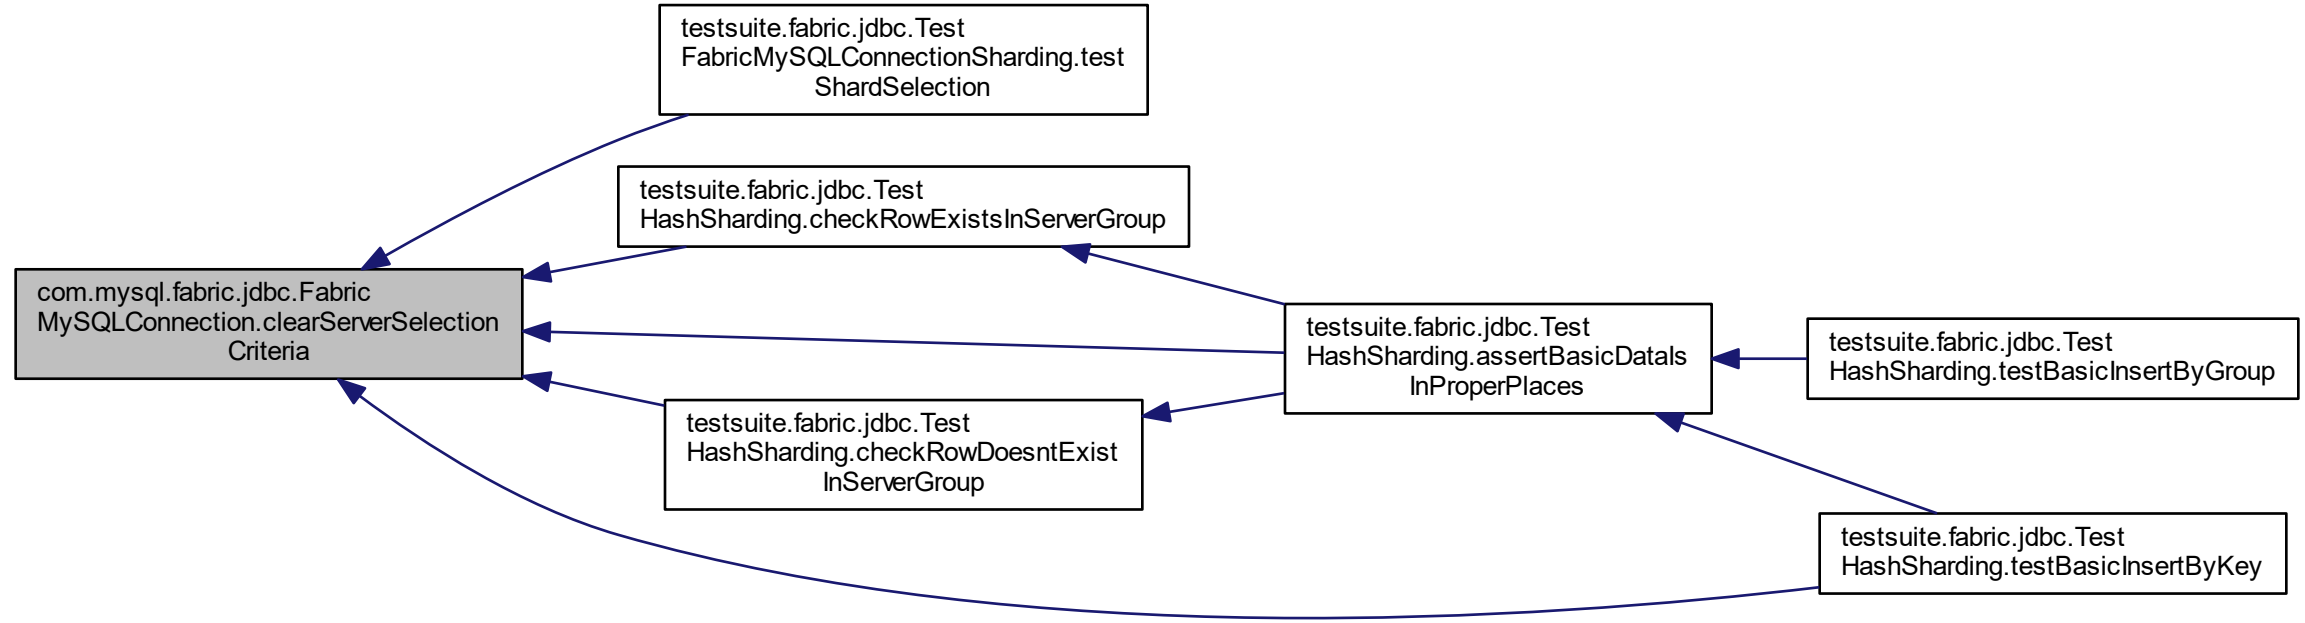 testsuite.fabric.jdbc.Test
FabricMySQLConnectionSharding.test
ShardSelection
testsuite.fabric.jdbc.Test
HashSharding.checkRowExistsInServerGroup
com.mysql.fabric.jdbc.Fabric
MySQLConnection.clearServerSelection
Criteria
testsuite.fabric.jdbc.Test
HashSharding.assertBasicDataIs
InProperPlaces
testsuite.fabric.jdbc.Test
HashSharding.testBasicInsertByGroup
testsuite.fabric.jdbc.Test
HashSharding.checkRowDoesntExist
InServerGroup
testsuite.fabric.jdbc.Test
HashSharding.testBasicInsertByKey